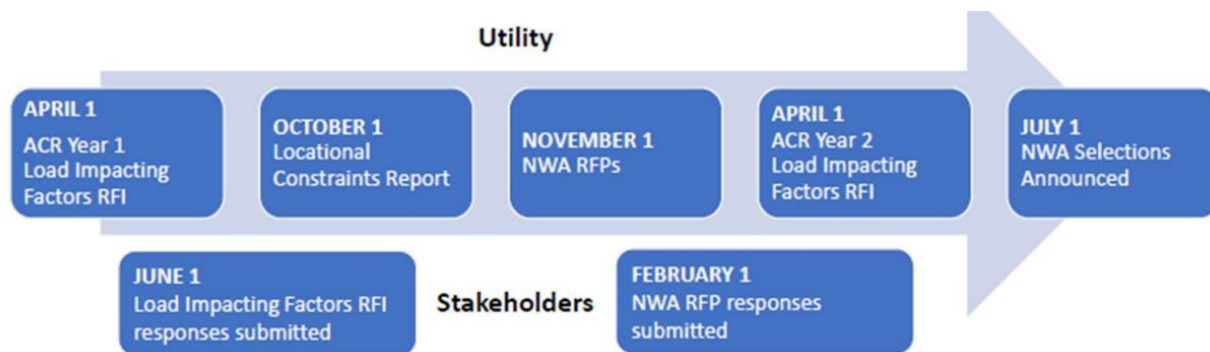 Utility
APRIL 1
ACR Year 1
Load Impacting
Factors RFI
OCTOBER 1
Locational
Constraints Report
NOVEMBER 1
NWA RFPs
APRIL 1
ACR Year 2
Load Impacting
Factors RFI
JULY 1
NWA Selections
Announced
JUNE 1
Load Impacting Factors RFI
responses submitted
Stakeholders
FEBRUARY 1
NWA RFP responses
submitted